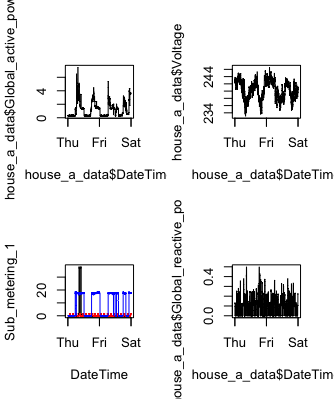 house_a_data$Global_active_pow
4
0
Thu Fri Sat
house_a_data$DateTim
house_a_data$Voltage
244
234
Thu Fri Sat
house_a_data$DateTim
Sub_metering_1
20
0
Thu Fri Sat
DateTime
house_a_data$Global_reactive_po
0.4
0.0
Thu Fri Sat
house_a_data$DateTim